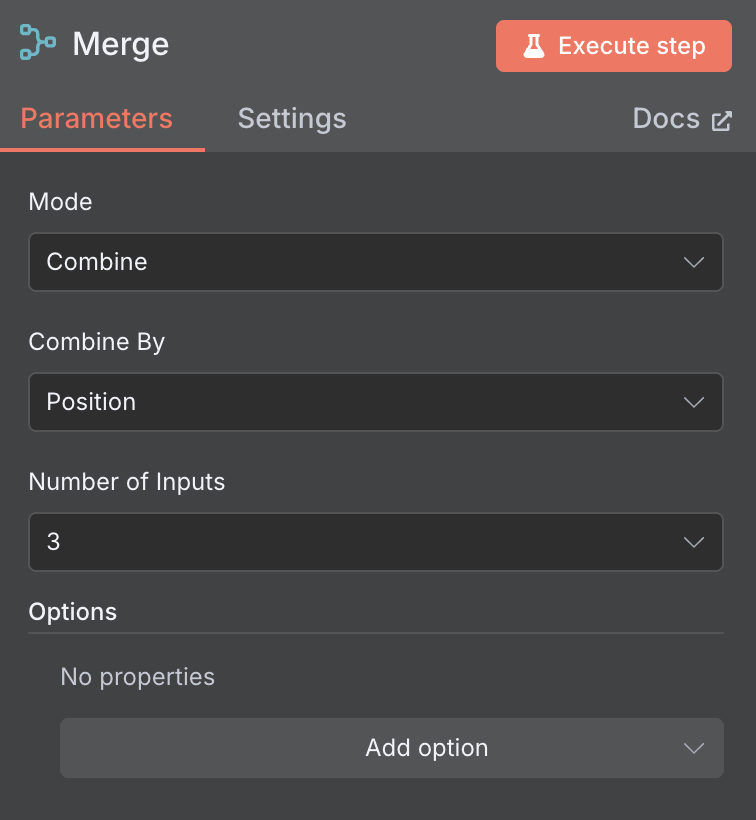 Merge
Execute step
Parameters
Settings
Docs
Mode
Combine
Combine By
Position
Number of Inputs
3
Options
No properties
Add option